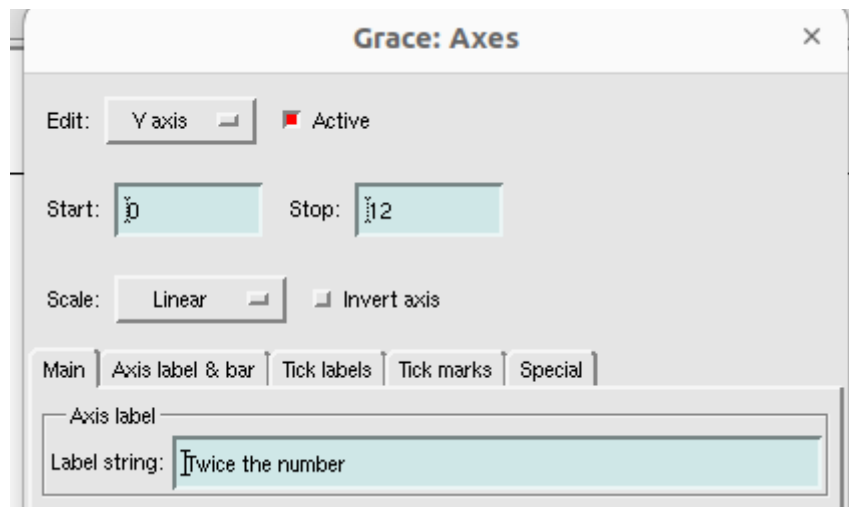 Grace: Axes
Edit: Y axis Active
Start: 0 Stop: 12
Scale: Linear Invert axis
Main Axis label & bar Tick labels Tick marks Special
Axis label
Label string: Twice the number